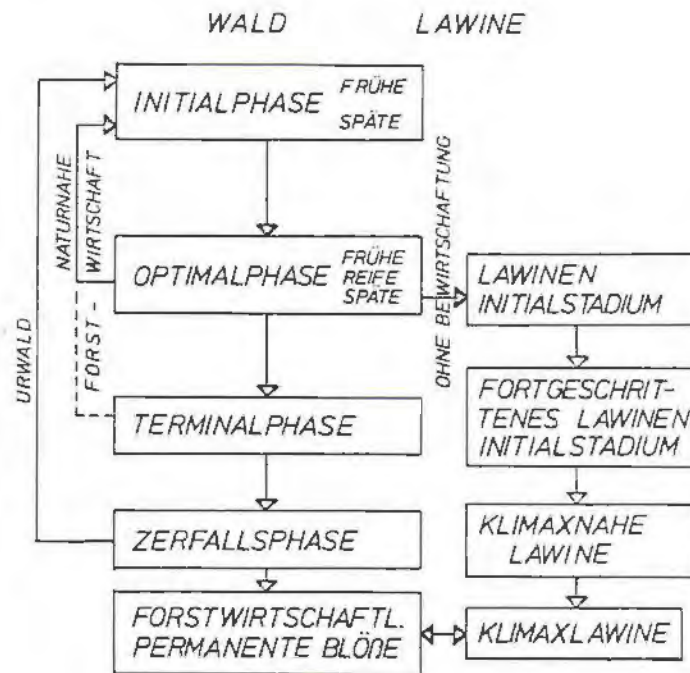 WALD LAWINE
INITIALPHASE FRÜHE
SPÄTE
NATURNAHE
FORST-WIRTSCHAFT
URWALD
OPTIMALPHASE FRÜHE
REIFE
SPÄTE
OHNE BEWIRTSCHAFTUNG
LAWINEN
INITIALSTADIUM
TERMINALPHASE
FORTGESCHRIT-
TENES LAWINEN
INITIALSTADIUM
ZERFALLSPHASE
KLIMAXNAHE
LAWINE
FORSTWIRTSCHAFTL.
PERMANENTE BLÖßE
KLIMAXLAWINE